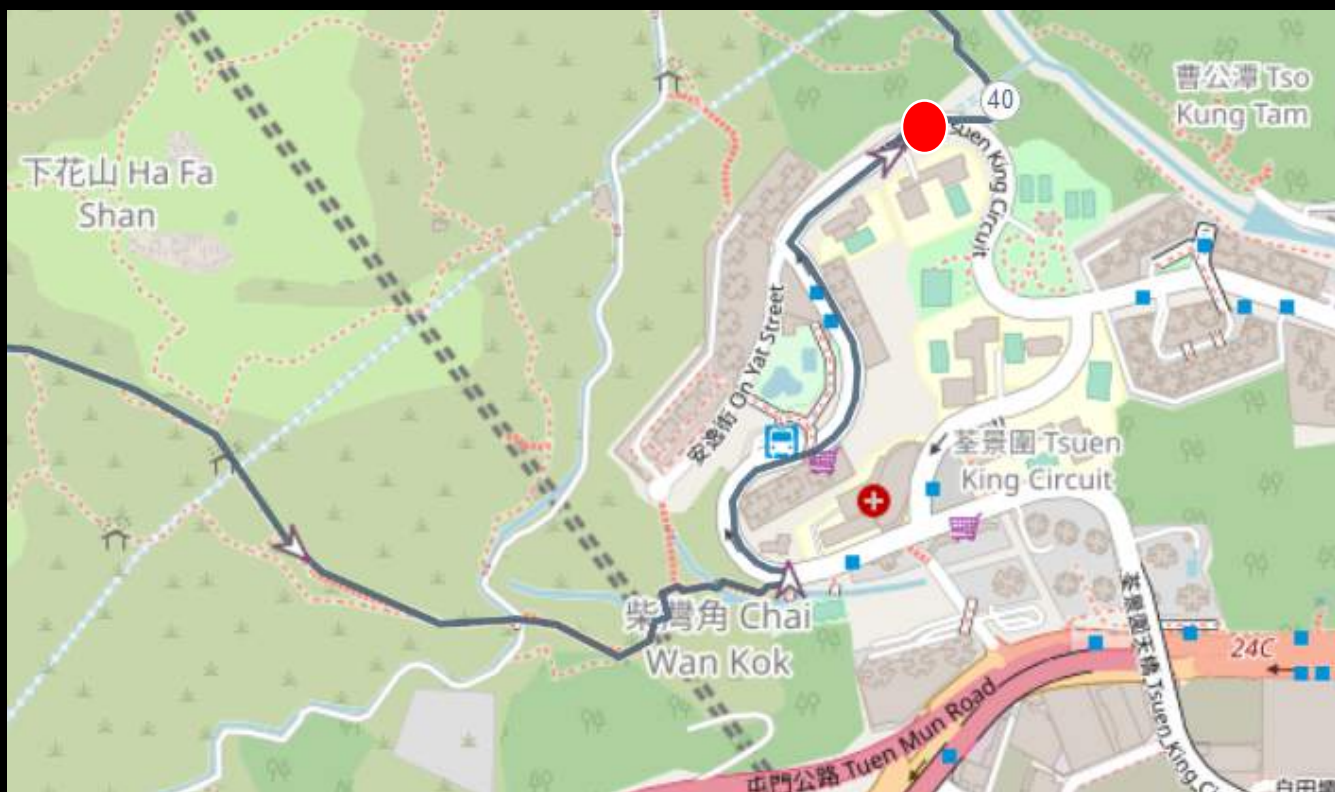 曹公潭 Tso
Kung Tam
40
Tsuen King Circuit
下花山 Ha Fa
Shan
安逸街 On Yat Street
荃景圍 Tsuen
King Circuit
柴灣角 Chai
Wan Kok
24C
荃景圍天橋 Tsuen King Ci
屯門公路 Tuen Mun Road